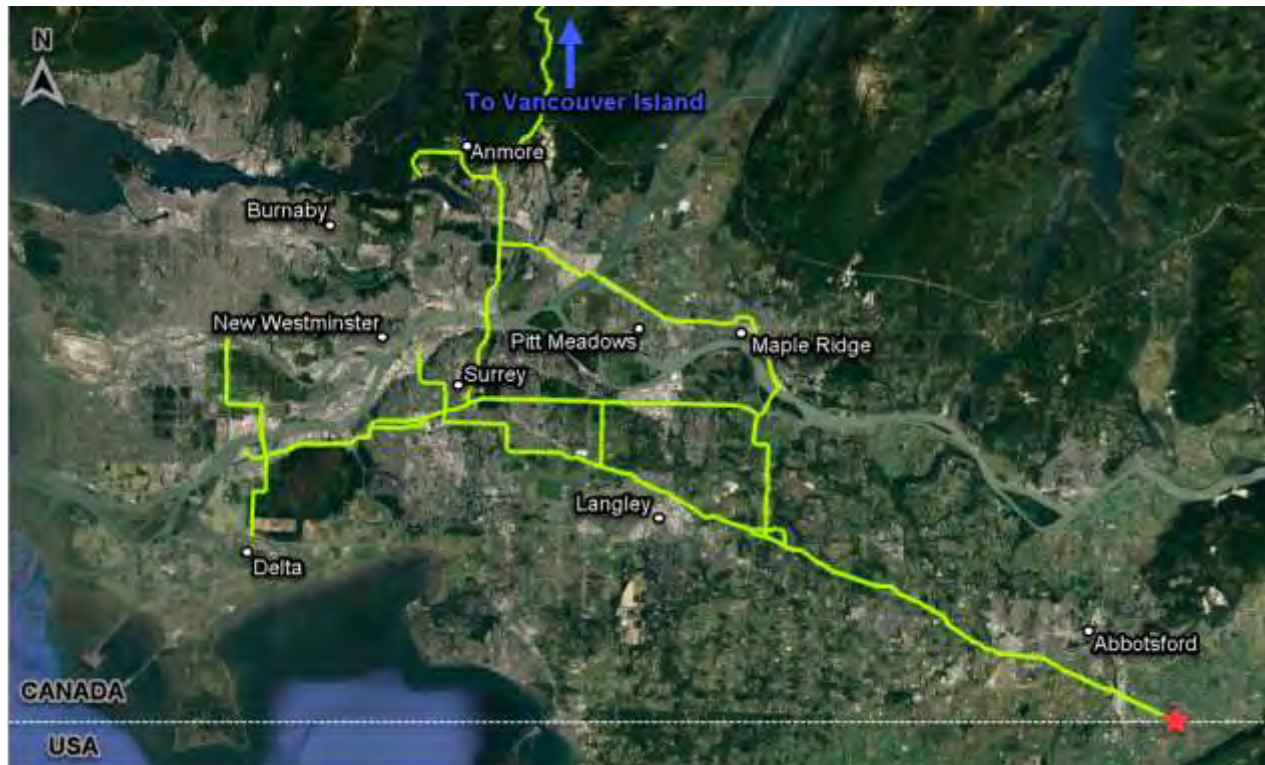 N
To Vancouver Island
Anmore
Burnaby
New Westminster
Pitt Meadows
Maple Ridge
Surrey
Langley
Delta
Abbotsford
CANADA
USA